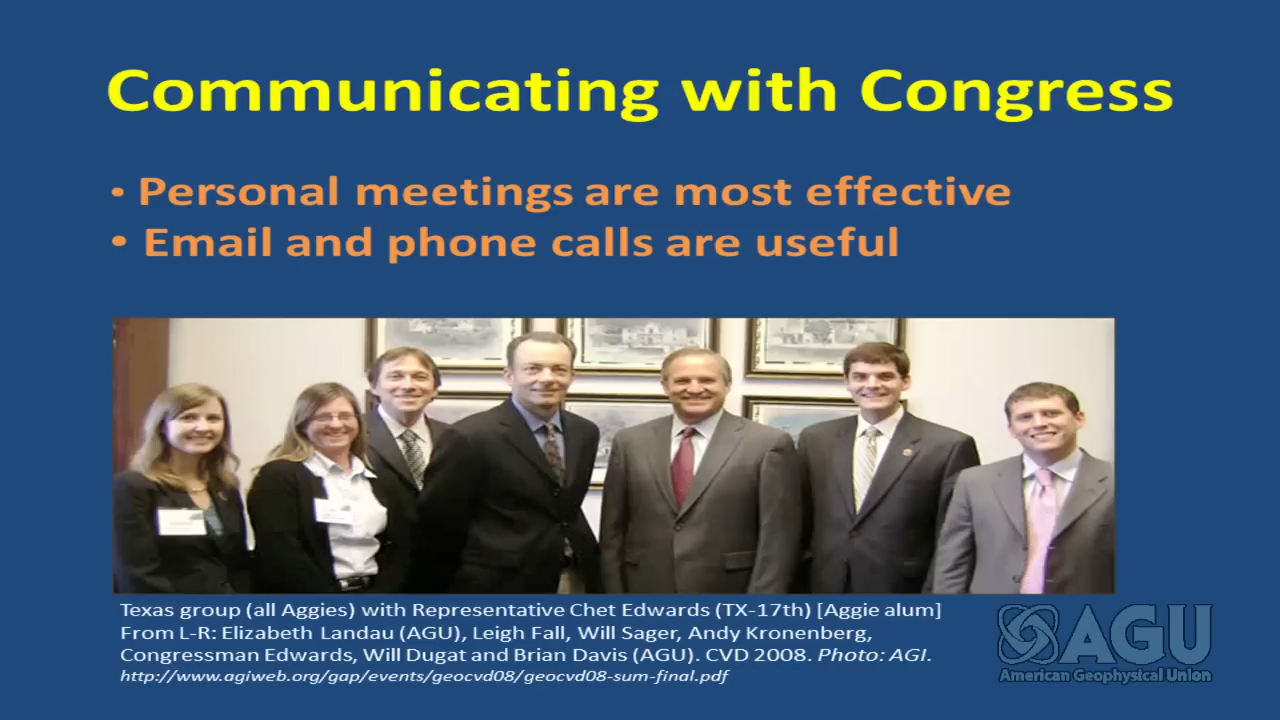 Communicating with Congress
• Personal meetings are most effective
• Email and phone calls are useful
Texas group (all Aggies) with Representative Chet Edwards (TX-17th) [Aggie alum]
From L-R: Elizabeth Landau (AGU), Leigh Fall, Will Sager, Andy Kronenberg,
Congressman Edwards, Will Dugat and Brian Davis (AGU). CVD 2008. Photo: AGI.
http://www.agiweb.org/gap/events/geocvd08/geocvd08-sum-final.pdf
AGU
American Geophysical Union